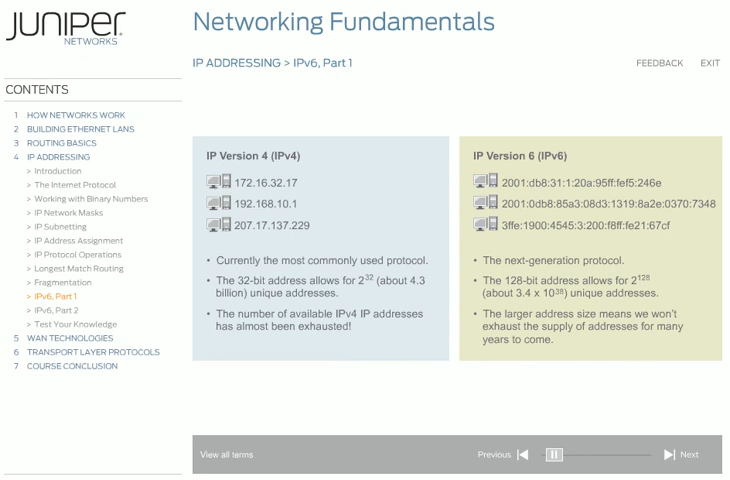 JUNIPER
NETWORKS
Networking Fundamentals
IP ADDRESSING > IPv6, Part 1
FEEDBACK EXIT
CONTENTS
1 HOW NETWORKS WORK
2 BUILDING ETHERNET LANS
3 ROUTING BASICS
4 IP ADDRESSING
> Introduction
> The Internet Protocol
> Working with Binary Numbers
> IP Network Masks
> IP Subnetting
> IP Address Assignment
> IP Protocol Operations
> Longest Match Routing
> Fragmentation
> IPv6, Part 1
> IPv6, Part 2
> Test Your Knowledge
5 WAN TECHNOLOGIES
6 TRANSPORT LAYER PROTOCOLS
7 COURSE CONCLUSION
IP Version 4 (IPv4)
172.16.32.17
192.168.10.1
207.17.137.229
• Currently the most commonly used protocol.
• The 32-bit address allows for 2³² (about 4.3
billion) unique addresses.
• The number of available IPv4 IP addresses
has almost been exhausted!
IP Version 6 (IPv6)
2001:db8:31:1:20a:95ff:fef5:246e
2001:0db8:85a3:08d3:1319:8a2e:0370:7348
3ffe:1900:4545:3:200:f8ff:fe21:67cf
• The next-generation protocol.
• The 128-bit address allows for 2¹²⁸
(about 3.4 x 10³⁸) unique addresses.
• The larger address size means we won't
exhaust the supply of addresses for many
years to come.
View all terms
Previous Next